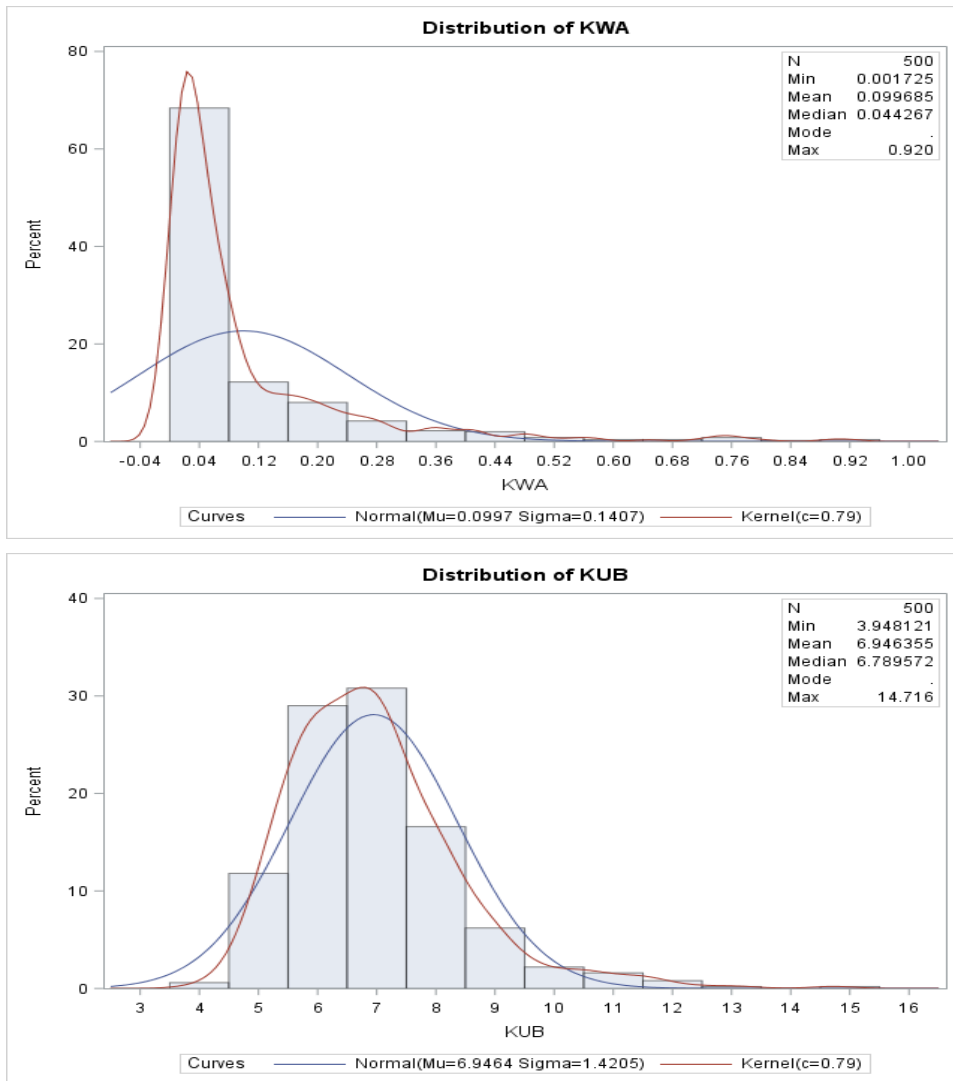 Distribution of KWA
80
60
40
20
0
Percent
N 500
Min 0.001725
Mean 0.099685
Median 0.044267
Mode .
Max 0.920
-0.04 0.04 0.12 0.20 0.28 0.36 0.44 0.52 0.60 0.68 0.76 0.84 0.92 1.00
KWA
Curves Normal(Mu=0.0997 Sigma=0.1407) Kernel(c=0.79)
Distribution of KUB
40
30
20
10
0
Percent
N 500
Min 3.948121
Mean 6.946355
Median 6.789572
Mode .
Max 14.716
3 4 5 6 7 8 9 10 11 12 13 14 15 16
KUB
Curves Normal(Mu=6.9464 Sigma=1.4205) Kernel(c=0.79)